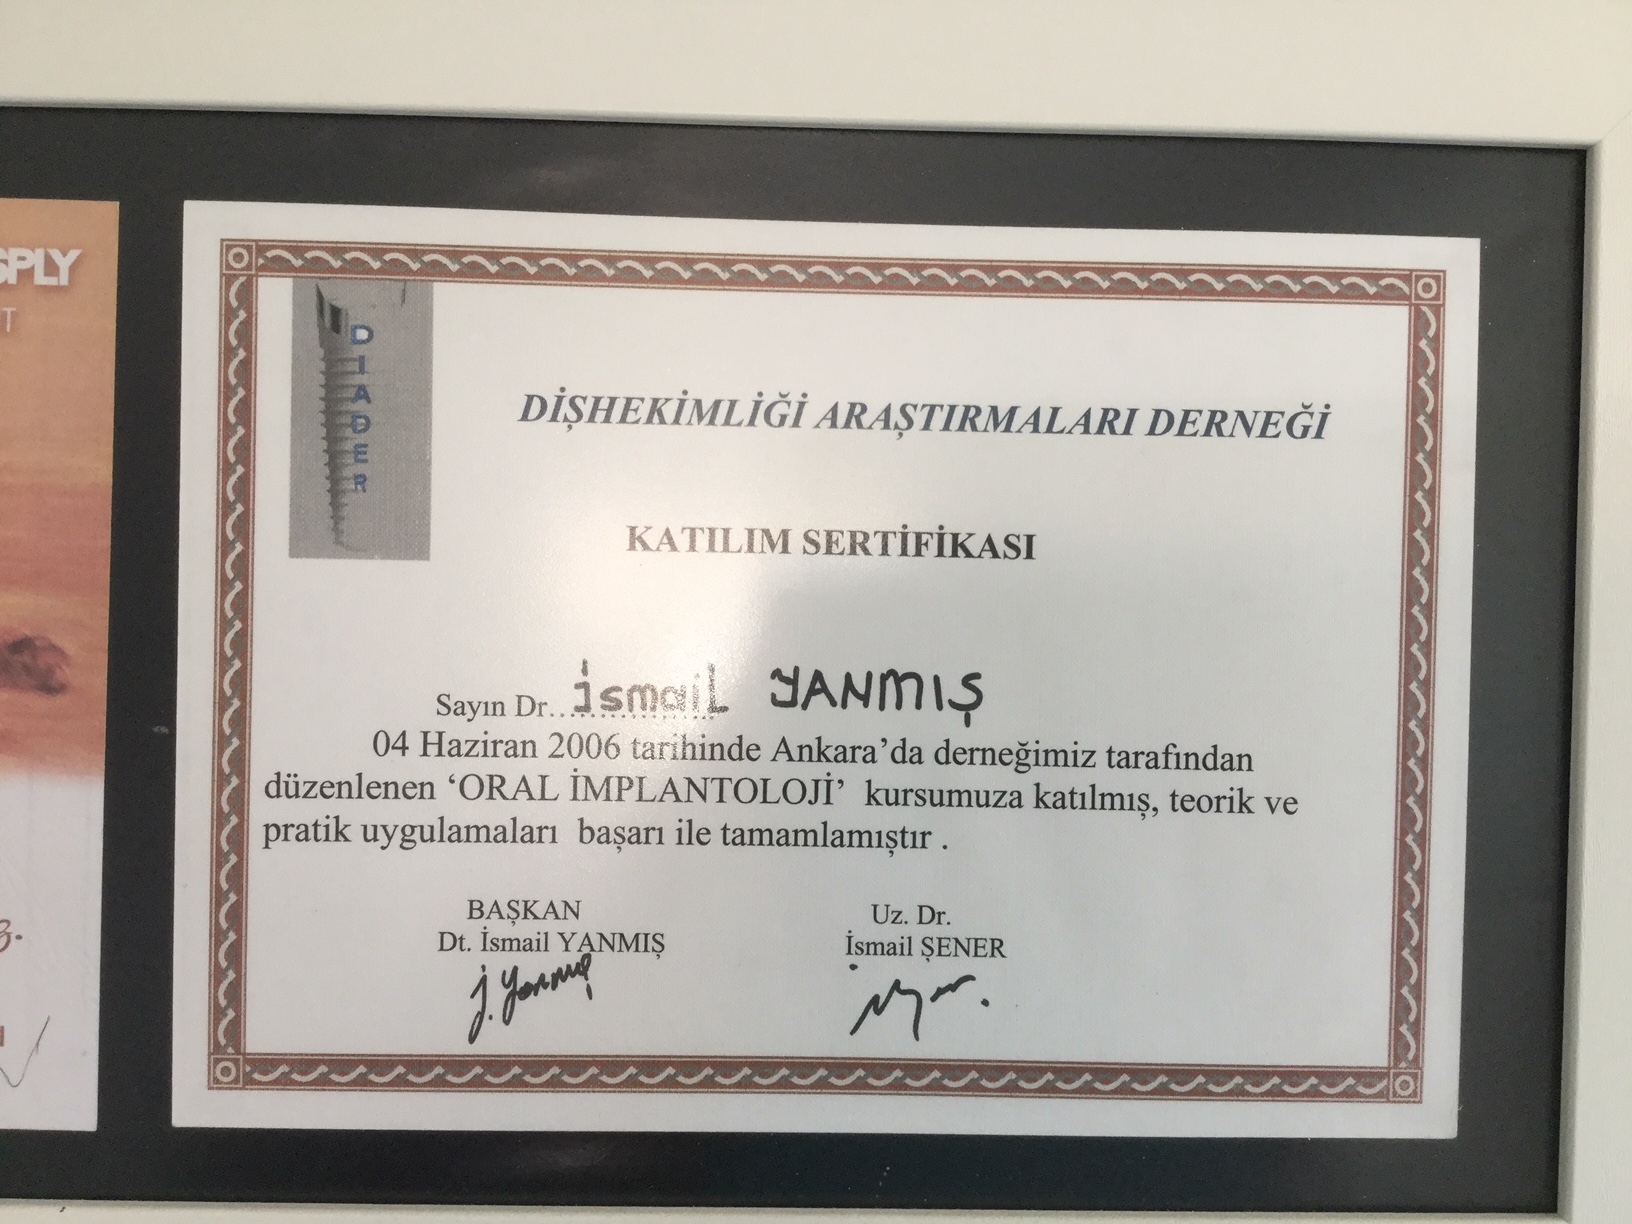 SPLY
DIADER
DİŞHEKİMLİĞİ ARAŞTIRMALARI DERNEĞİ
KATILIM SERTİFİKASI
Sayın Dr... İsmail YANMIŞ
04 Haziran 2006 tarihinde Ankara’da derneğimiz tarafından
düzenlenen ‘ORAL İMPLANTOLOJİ’ kursumuza katılmış, teorik ve
pratik uygulamaları başarı ile tamamlamıştır .
BAŞKAN
Dt. İsmail YANMIŞ
İ. Yanmış
Uz. Dr.
İsmail ŞENER